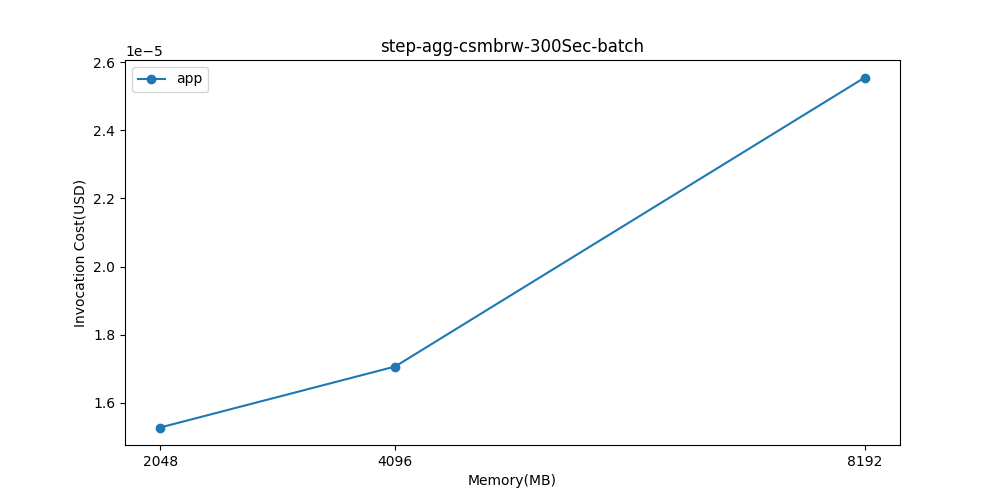 step-agg-csmbrw-300Sec-batch
1e−5
app
2.6
2.4
2.2
2.0
1.8
1.6
Invocation Cost(USD)
2048 4096 8192
Memory(MB)